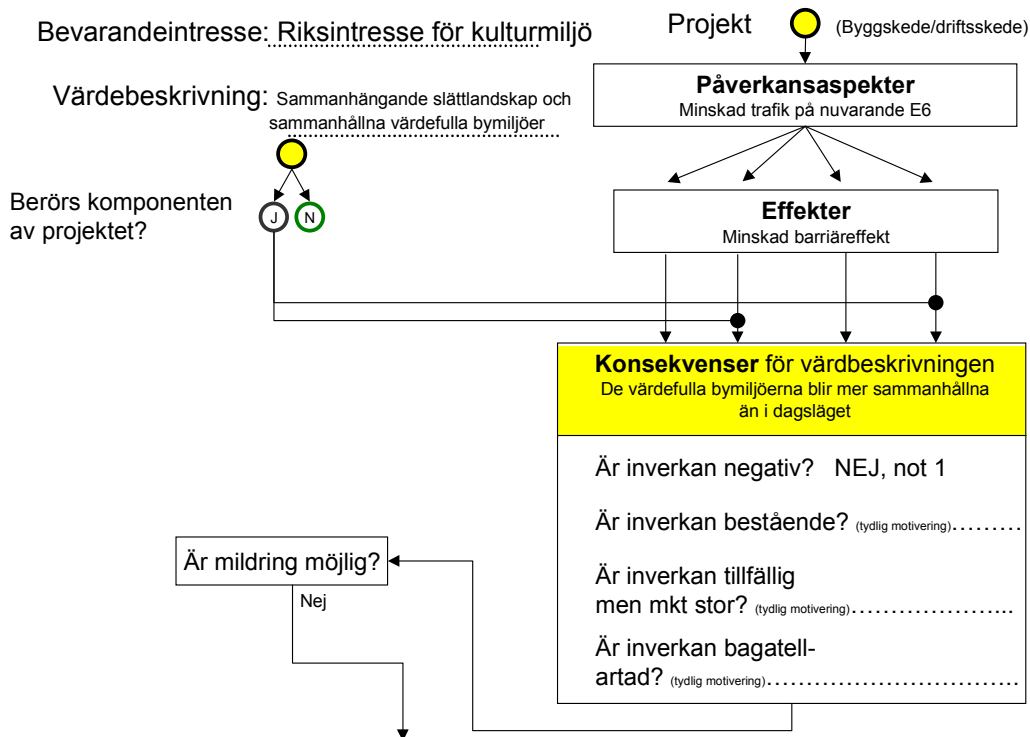 Bevarandeintresse: Riksintresse för kulturmiljö
Värdebeskrivning: Sammanhängande slättlandskap och
sammanhållna värdefulla bymiljöer
Berörs komponenten
av projektet?
J N
Projekt (Byggskede/driftsskede)
Påverkansaspekter
Minskad trafik på nuvarande E6
Effekter
Minskad barriäreffekt
Konsekvenser för värdbeskrivningen
De värdefulla bymiljöerna blir mer sammanhållna
än i dagsläget
Är inverkan negativ? NEJ, not 1
Är inverkan bestående? (tydlig motivering)………
Är inverkan tillfällig
men mkt stor? (tydlig motivering)…………………
Är inverkan bagatell-
artad? (tydlig motivering)………………………….
Är mildring möjlig?
Nej